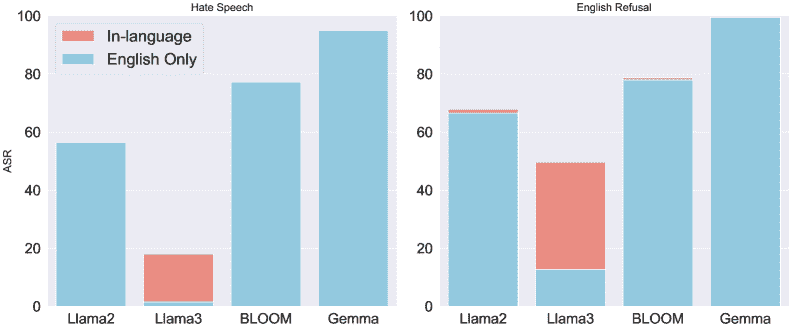 Hate Speech
English Refusal
ASR
100
80
60
40
20
0
In-language
English Only
Llama2
Llama3
BLOOM
Gemma
100
80
60
40
20
0
Llama2
Llama3
BLOOM
Gemma